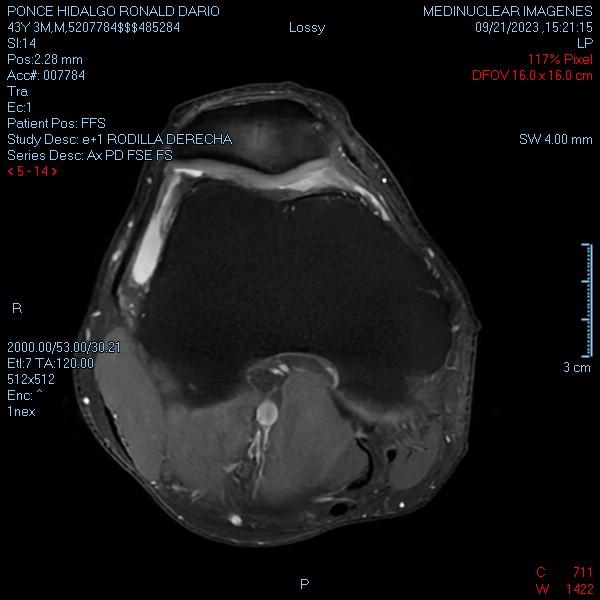 PONCE HIDALGO RONALD DARIO
43Y 3M,M,5207784$$$485284
Sl:14
Pos:2.28 mm
Acc#: 007784
Tra
Ec:1
Patient Pos: FFS
Study Desc: e+1 RODILLA DERECHA
Series Desc: Ax PD FSE FS
< 5 - 14 >
Lossy
MEDINUCLEAR IMAGENES
09/21/2023 ,15:21:15
LP
117% Pixel
DFOV 16.0 x 16.0 cm
SW 4.00 mm
R
3 cm
2000.00/53.00/30.21
Etl:7 TA:120.00
512x512
Enc: ^
1nex
P
C 711
W 1422